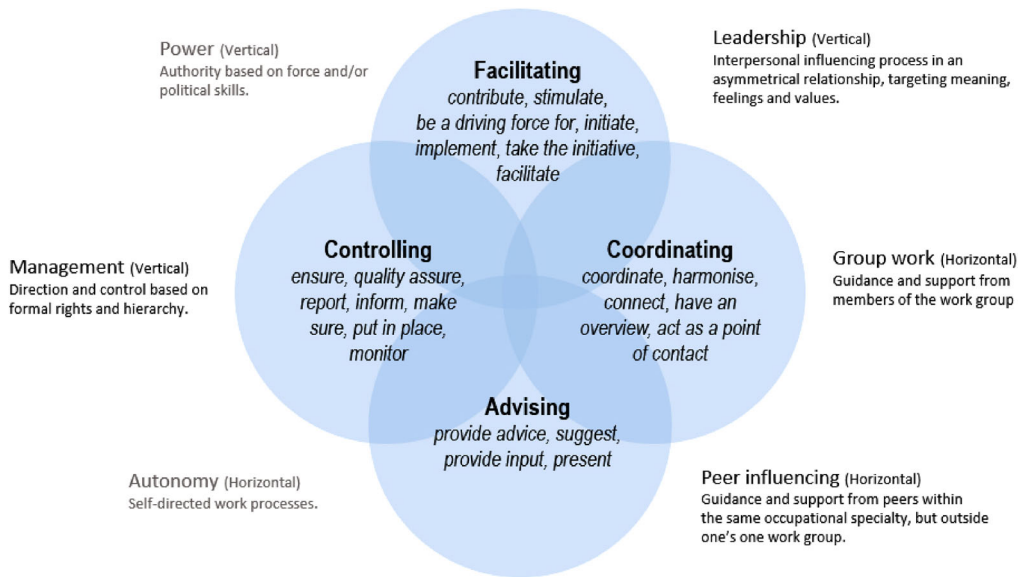 Power (Vertical)
Authority based on force and/or
political skills.
Leadership (Vertical)
Interpersonal influencing process in an
asymmetrical relationship, targeting meaning,
feelings and values.
Facilitating
contribute, stimulate,
be a driving force for, initiate,
implement, take the initiative,
facilitate
Management (Vertical)
Direction and control based on
formal rights and hierarchy.
Controlling
ensure, quality assure,
report, inform, make
sure, put in place,
monitor
Coordinating
coordinate, harmonise,
connect, have an
overview, act as a point
of contact
Group work (Horizontal)
Guidance and support from
members of the work group
Advising
provide advice, suggest,
provide input, present
Autonomy (Horizontal)
Self-directed work processes.
Peer influencing (Horizontal)
Guidance and support from peers within
the same occupational specialty, but outside
one's one work group.